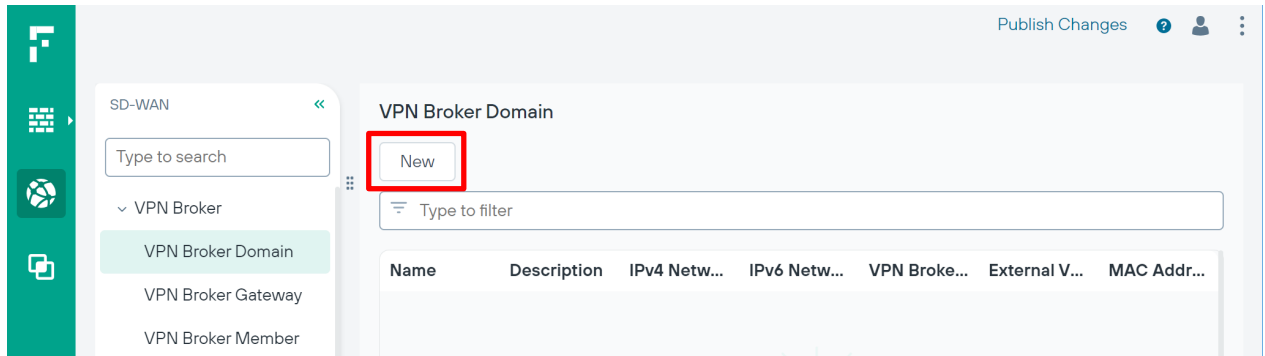 Publish Changes ?
SD-WAN «
Type to search
VPN Broker
VPN Broker Domain
VPN Broker Gateway
VPN Broker Member
VPN Broker Domain
New
Type to filter
Name Description IPv4 Netw... IPv6 Netw... VPN Broke... External V... MAC Addr...